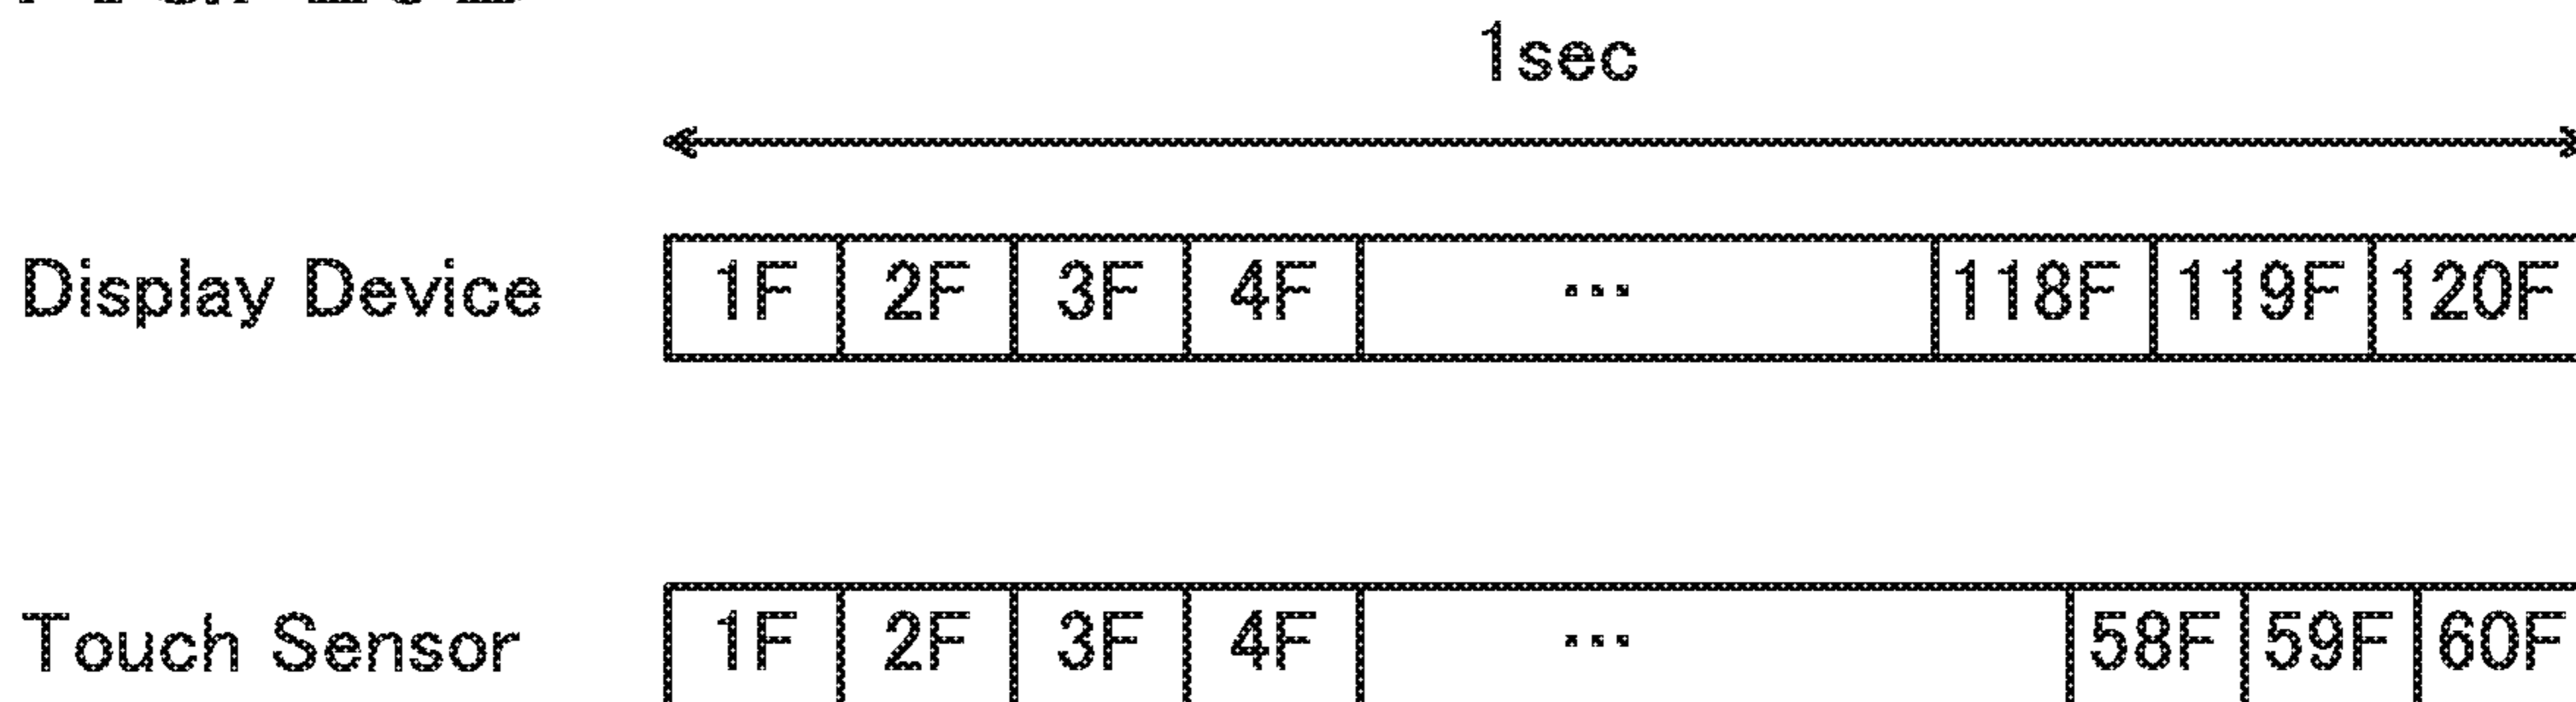 1sec
Display Device 1F 2F 3F 4F ... 118F 119F 120F
Touch Sensor 1F 2F 3F 4F ... 58F 59F 60F